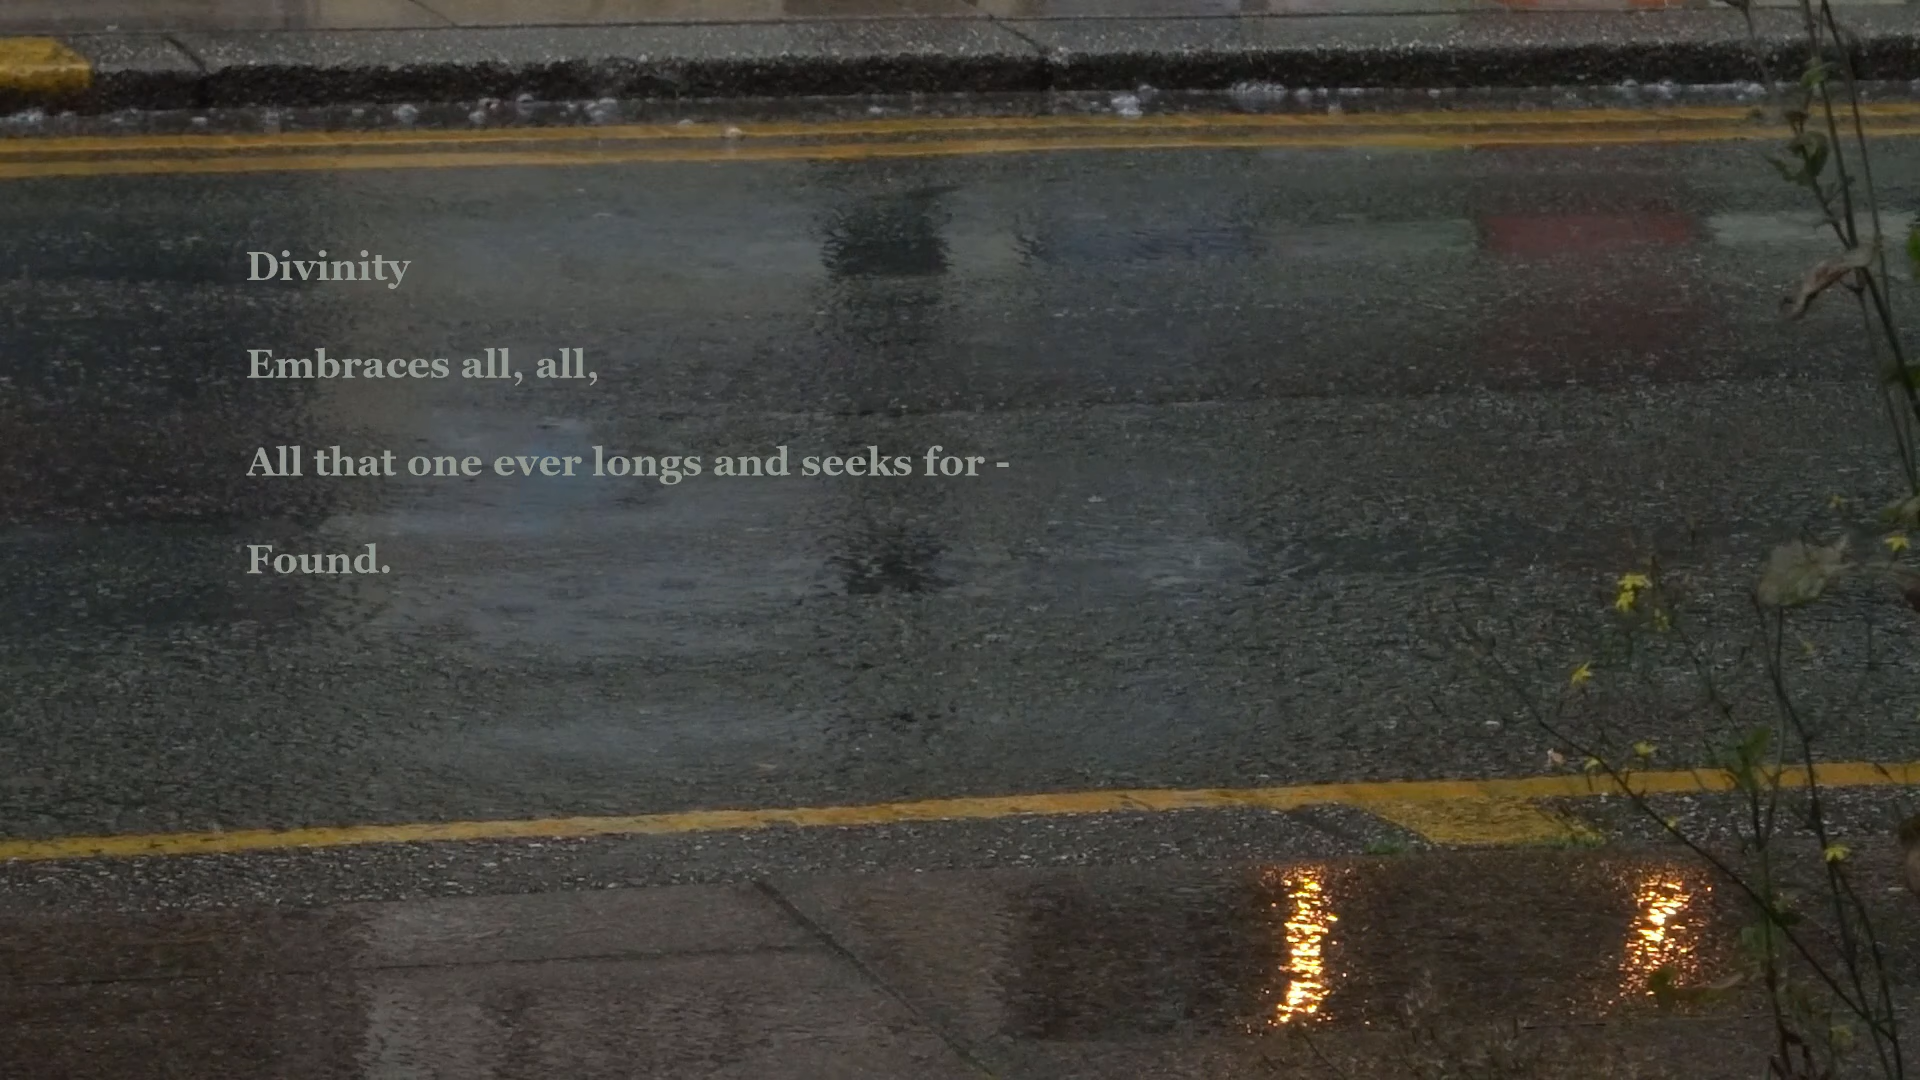 Divinity
Embraces all, all,
All that one ever longs and seeks for -
Found.